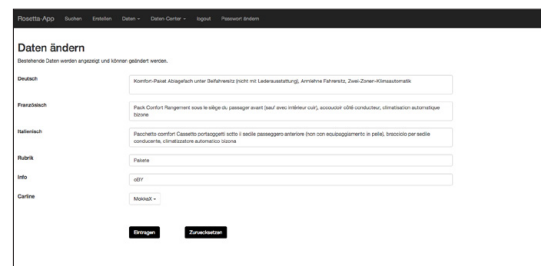 Rosetta-App Suchen Erstellen Daten Daten-Center logout Passwort ändern
Daten ändern
Bestehende Daten werden angezeigt und können geändert werden.
Deutsch
Komfort-Paket Ablagefach unter Beifahrersitz (nicht mit Lederausstattung), Armlehne Fahrersitz, Zwei-Zonen-Klimaautomatik
Französisch
Pack Confort Rangement sous le siège du passager avant (sauf avec intérieur cuir), accoudoir côté conducteur, climatisation automatique
bizone
Italienisch
Pacchetto comfort Cassetto portaoggetti sotto il sedile passeggero anteriore (non con equipaggiamento in pelle), bracciolo per sedile
conducente, climatizzatore automatico bizona
Rubrik
Pakete
Info
oBY
Carline
MokkaX
Eintragen Zuruecksetzen